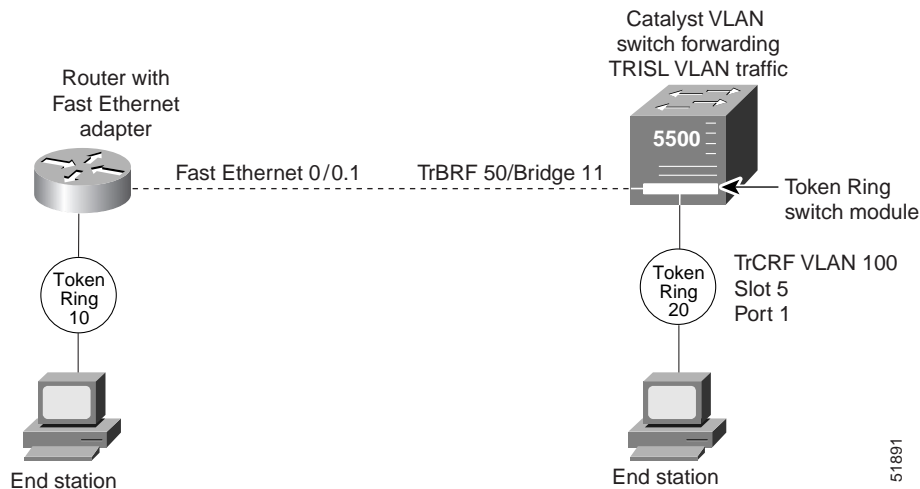 Catalyst VLAN
switch forwarding
TRISL VLAN traffic
Router with
Fast Ethernet
adapter
5500
Fast Ethernet 0/0.1
TrBRF 50/Bridge 11
Token Ring
switch module
Token
Ring
10
Token
Ring
20
TrCRF VLAN 100
Slot 5
Port 1
End station
End station
51891